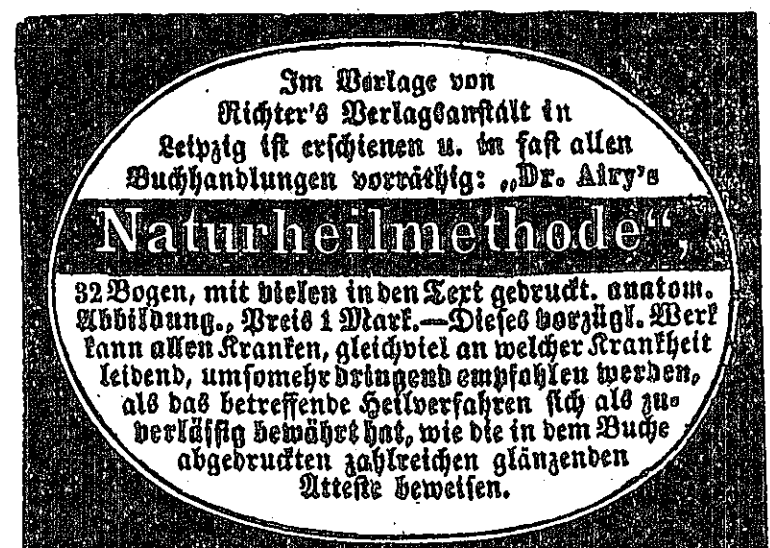 Im Verlage von
Richter's Verlagsanstalt in
Leipzig ist erschienen u. in fast allen
Buchhandlungen vorräthig: „Dr. Airy's
Naturheilmethode“,
32 Bogen, mit vielen in den Text gedruckt. anatom.
Abbildung., Preis 1 Mark.—Dieses vorzügl. Werk
kann allen Kranken, gleichviel an welcher Krankheit
leidend, umsomehr dringend empfohlen werden,
als das betreffende Heilverfahren sich als zu-
verlässig bewährt hat, wie die in dem Buche
abgedruckten zahlreichen glänzenden
Atteste beweisen.